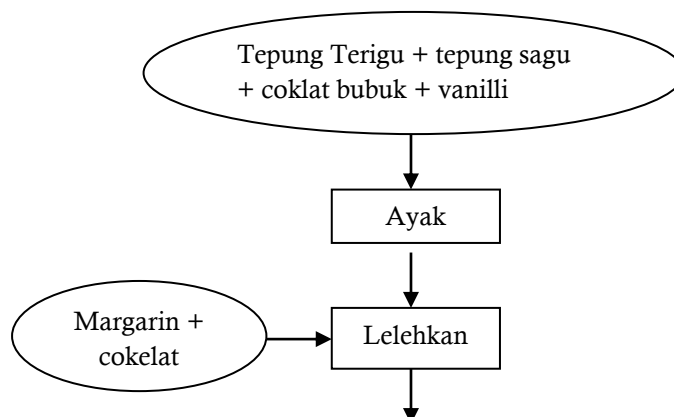 Tepung Terigu + tepung sagu
+ coklat bubuk + vanilli
Ayak
Margarin +
cokelat
Lelehkan